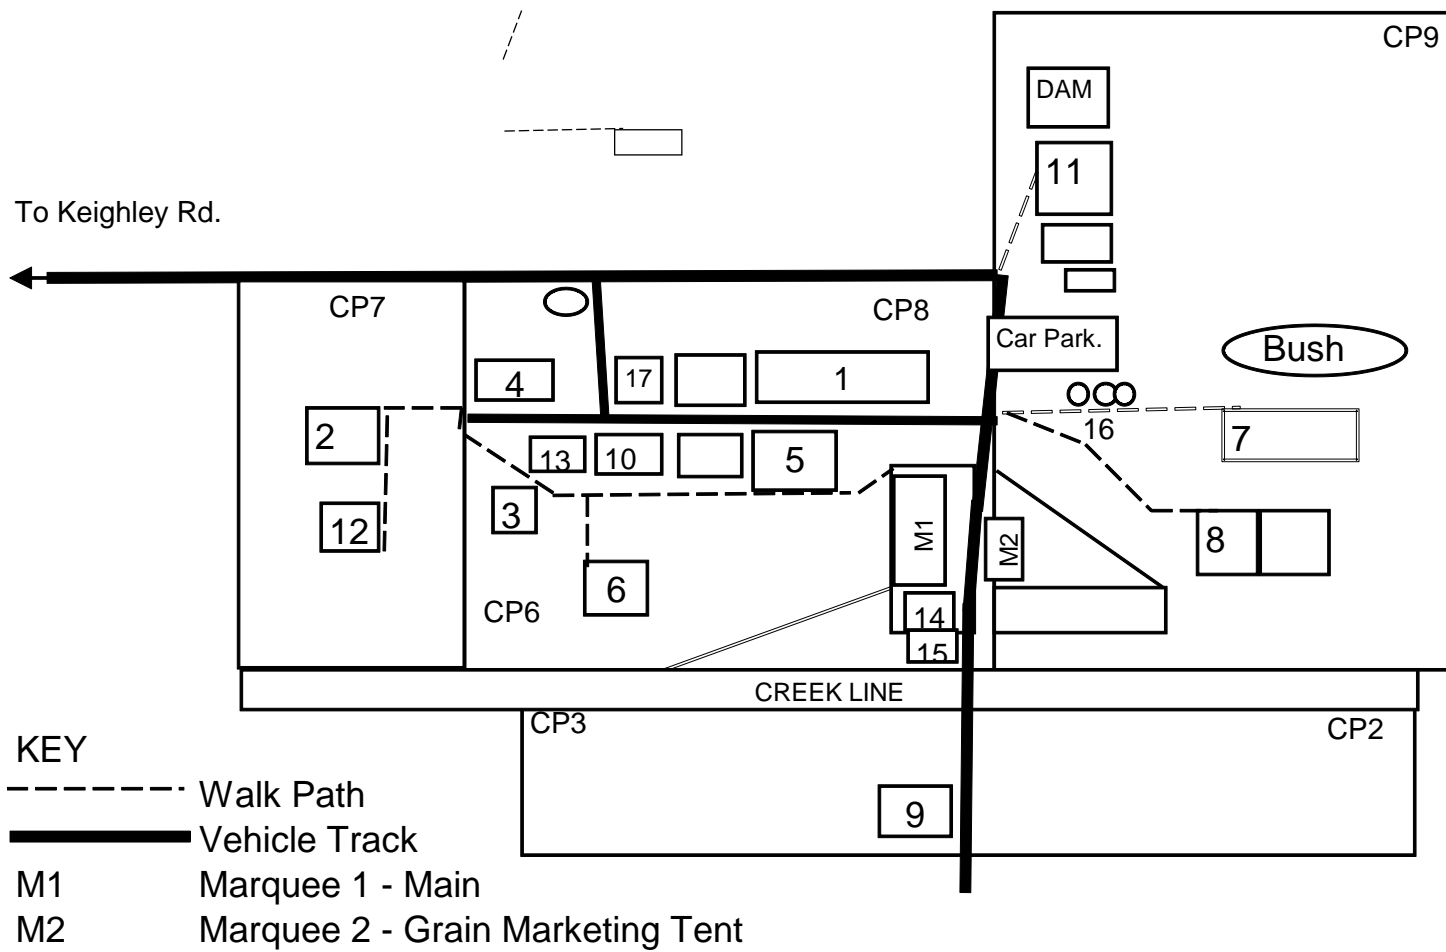 CP9
DAM
11
To Keighley Rd.
CP7
CP8
Car Park.
Bush
4
17
1
2
16
7
13
10
5
3
12
M1
M2
8
6
CP6
14
15
CREEK LINE
CP3
CP2
9
KEY
Walk Path
Vehicle Track
M1 Marquee 1 - Main
M2 Marquee 2 - Grain Marketing Tent